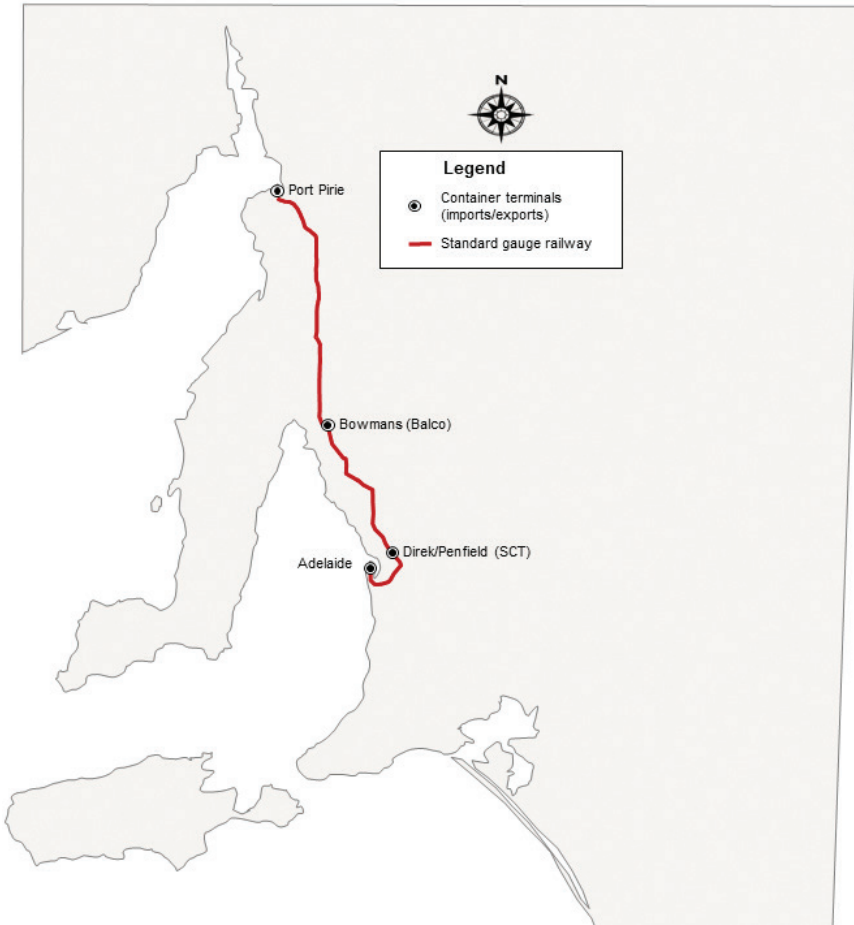 N
Legend
Container terminals
(imports/exports)
Standard gauge railway
Port Pirie
Bowmans (Balco)
Direk/Penfield (SCT)
Adelaide